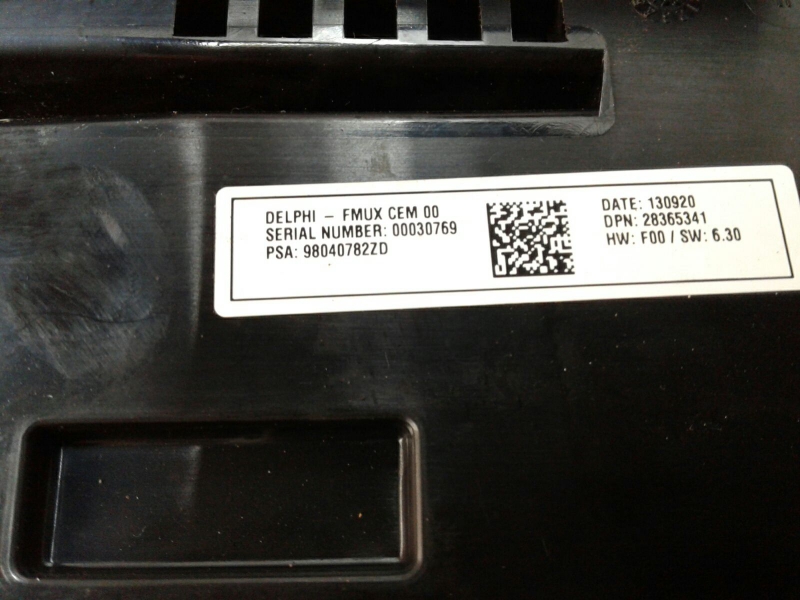 DELPHI – FMUX CEM 00
SERIAL NUMBER: 00030769
PSA: 98040782ZD
DATE: 130920
DPN: 28365341
HW: F00 / SW: 6.30